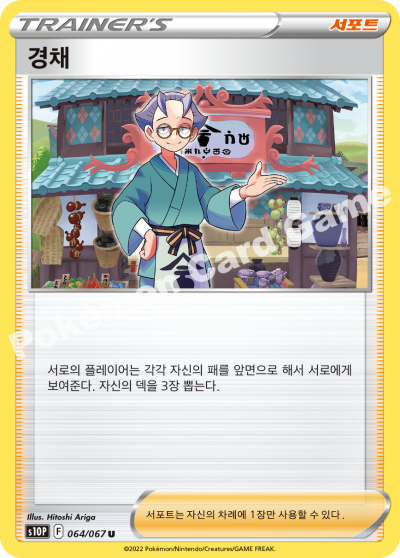 TRAINER'S
서포트
경채
Pokémon Card Game
서로의 플레이어는 각각 자신의 패를 앞면으로 해서 서로에게
보여준다. 자신의 덱을 3장 뽑는다.
Illus. Hitoshi Ariga
s10P F 064/067 U
서포트는 자신의 차례에 1장만 사용할 수 있다.
©2022 Pokémon/Nintendo/Creatures/GAME FREAK.